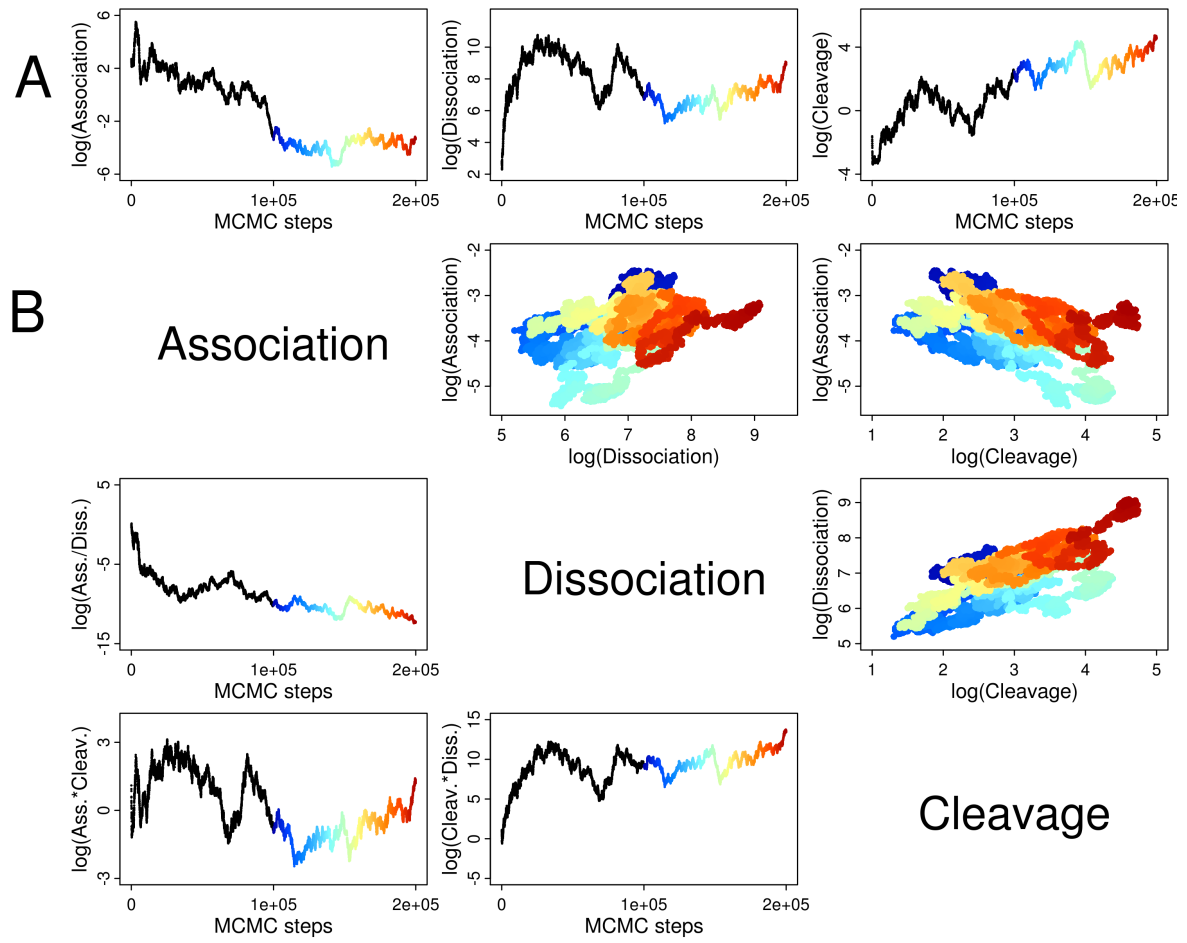 A
log(Association)
6
2
-2
-6
0
1e+05
2e+05
MCMC steps
log(Dissociation)
10
8
6
4
2
0
1e+05
2e+05
MCMC steps
log(Cleavage)
4
0
-4
0
1e+05
2e+05
MCMC steps
B
Association
log(Association)
-2
-3
-4
-5
5
6
7
8
9
log(Dissociation)
log(Association)
-2
-3
-4
-5
1
2
3
4
5
log(Cleavage)
log(Ass./Diss.)
5
-5
-15
0
1e+05
2e+05
MCMC steps
Dissociation
log(Dissociation)
9
8
7
6
5
1
2
3
4
5
log(Cleavage)
log(Ass.*Cleav.)
3
0
-3
0
1e+05
2e+05
MCMC steps
log(Cleav.*Diss.)
15
10
5
0
-5
0
1e+05
2e+05
MCMC steps
Cleavage